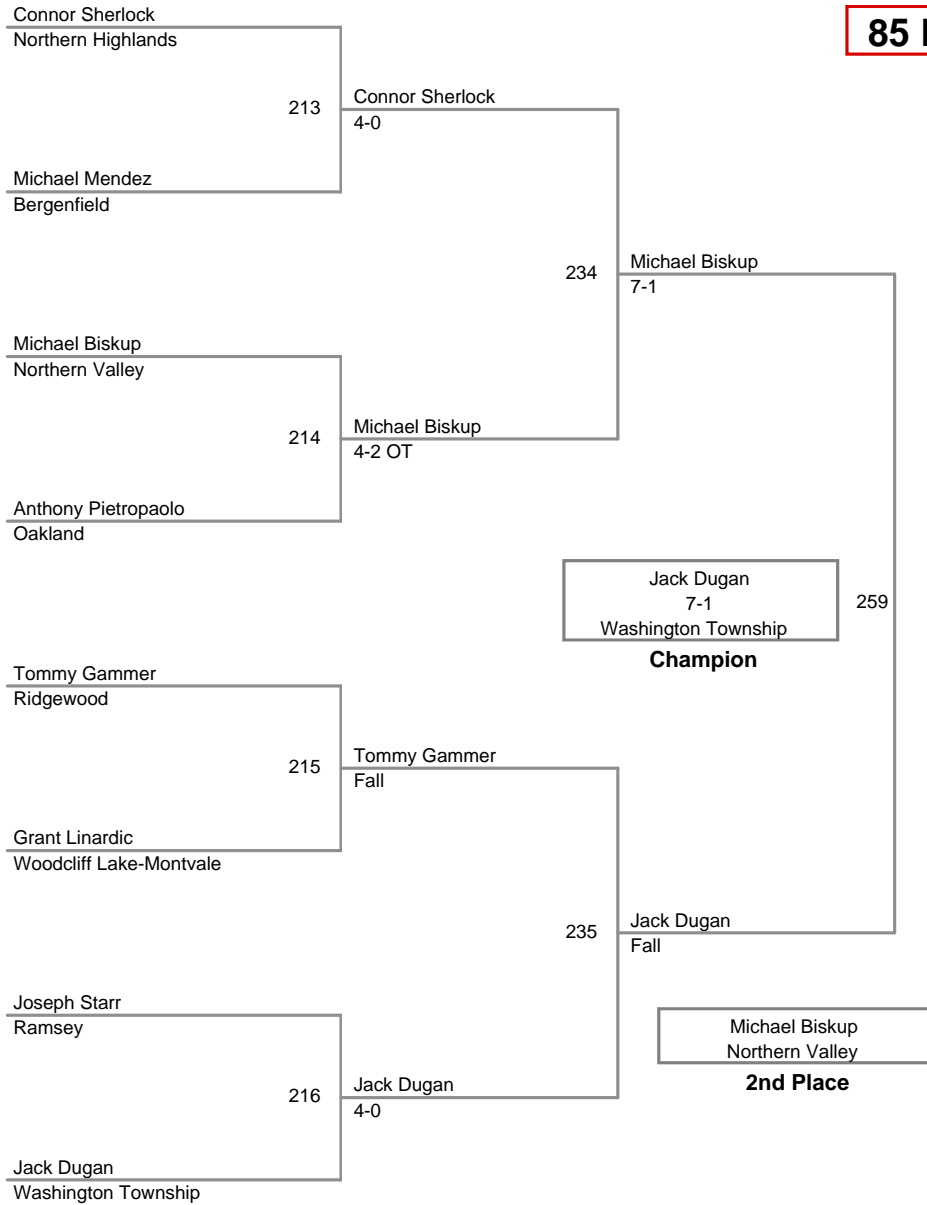 Connor Sherlock
Northern Highlands
85
213
Connor Sherlock
4-0
Michael Mendez
Bergenfield
234
Michael Biskup
7-1
Michael Biskup
Northern Valley
214
Michael Biskup
4-2 OT
Anthony Pietropaolo
Oakland
Jack Dugan
7-1
Washington Township
259
Champion
Tommy Gammer
Ridgewood
215
Tommy Gammer
Fall
Grant Linardic
Woodcliff Lake-Montvale
235
Jack Dugan
Fall
Joseph Starr
Ramsey
Michael Biskup
Northern Valley
2nd Place
216
Jack Dugan
4-0
Jack Dugan
Washington Township